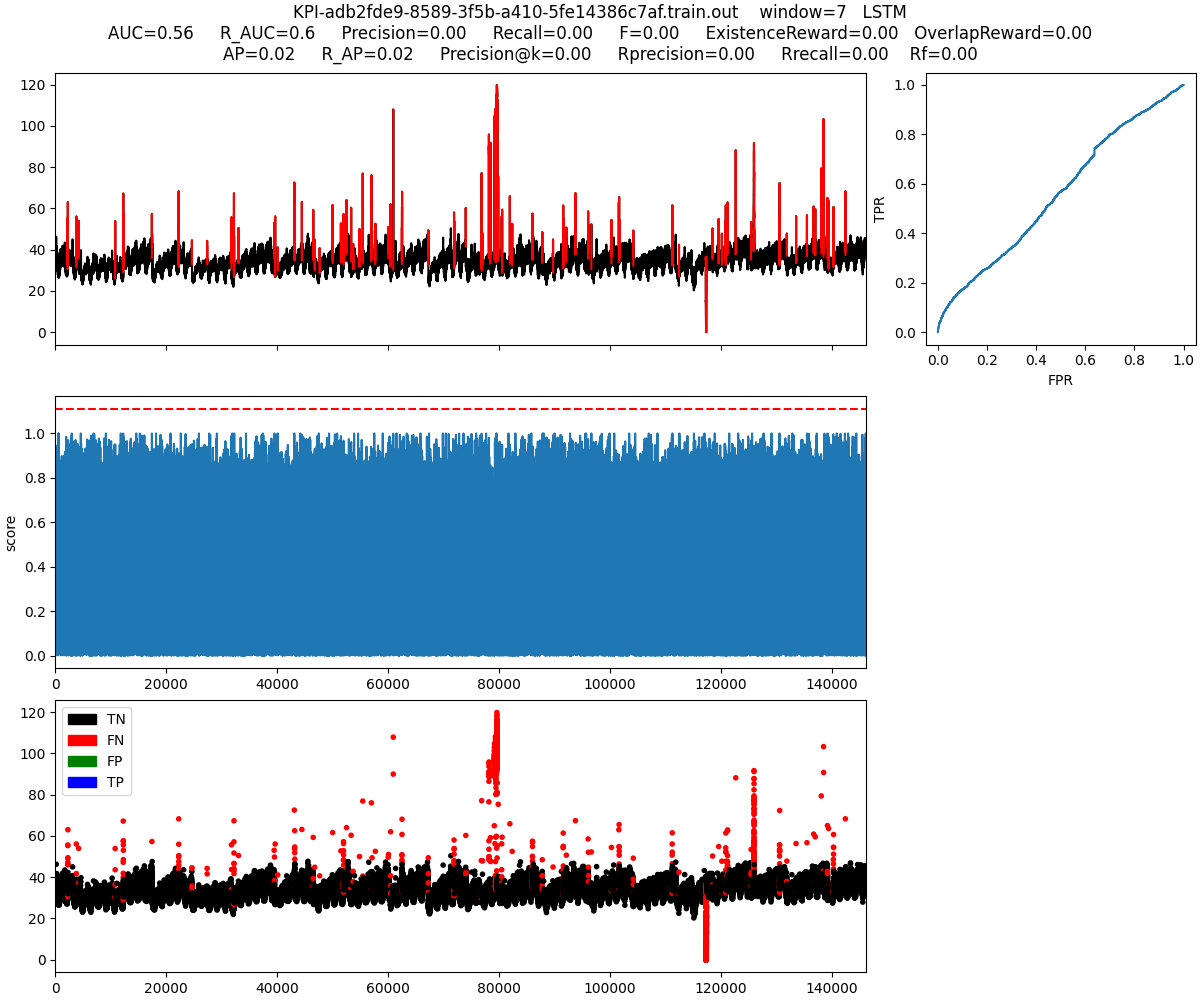 KPI-adb2fde9-8589-3f5b-a410-5fe14386c7af.train.out window=7 LSTM
AUC=0.56 R_AUC=0.6 Precision=0.00 Recall=0.00 F=0.00 ExistenceReward=0.00 OverlapReward=0.00
AP=0.02 R_AP=0.02 Precision@k=0.00 Rprecision=0.00 Rrecall=0.00 Rf=0.00
120
100
80
60
40
20
0
1.0
0.8
0.6
0.4
0.2
0.0
TPR
0.0 0.2 0.4 0.6 0.8 1.0
FPR
1.0
0.8
0.6
0.4
0.2
0.0
score
0 20000 40000 60000 80000 100000 120000 140000
120
100
80
60
40
20
0
TN
FN
FP
TP
0 20000 40000 60000 80000 100000 120000 140000